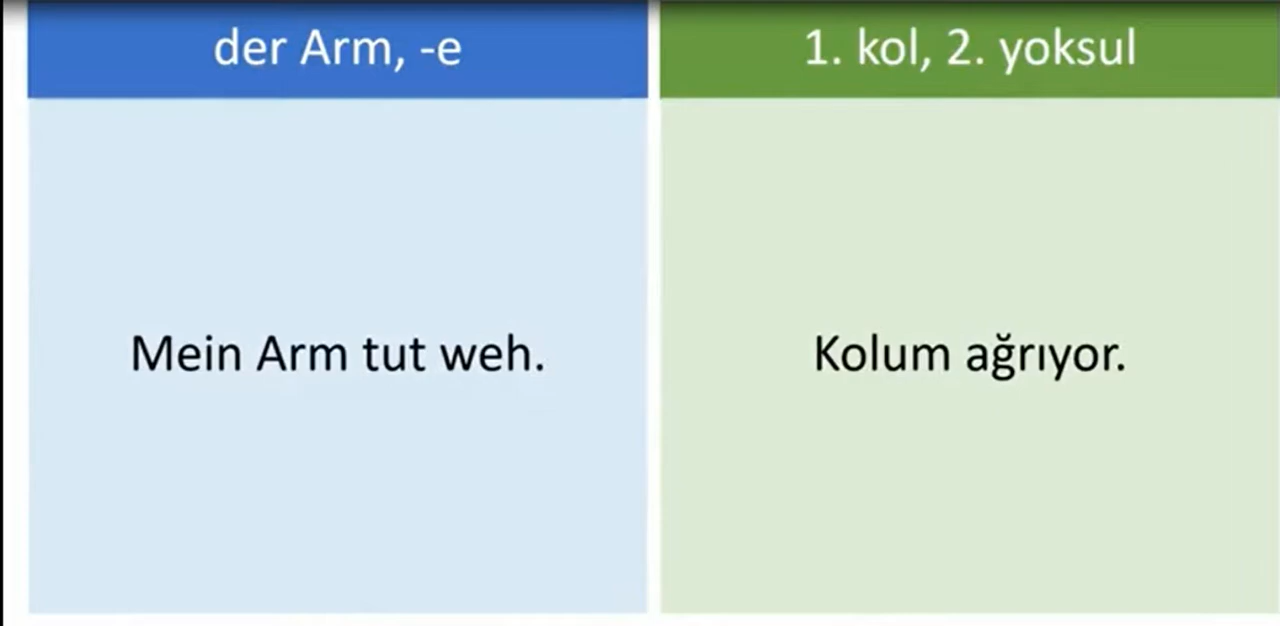 der Arm, -e
1. kol, 2. yoksul
Mein Arm tut weh.
Kolum ağrıyor.